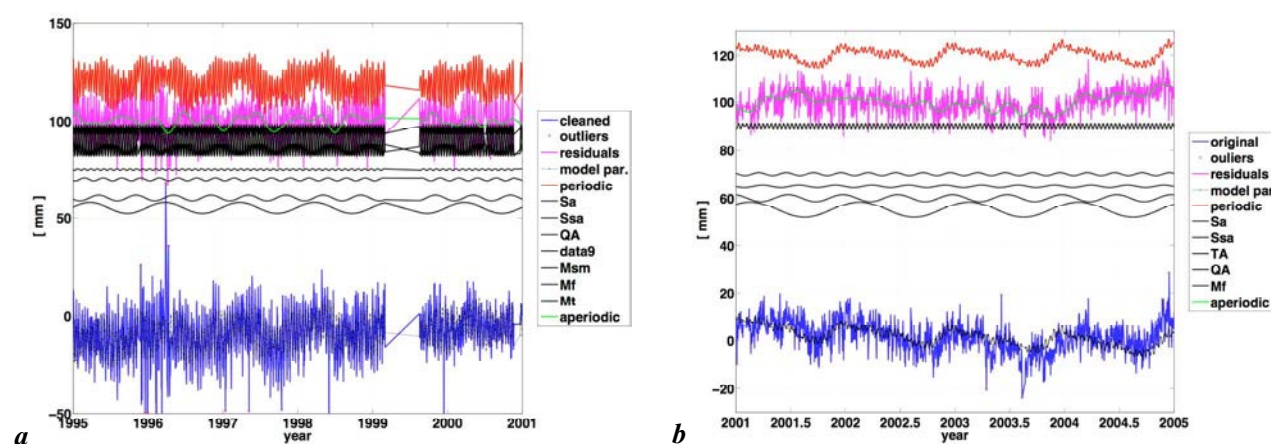 150
100
50
0
−50
[ mm ]
1995
1996
1997
1998
1999
2000
2001
year
cleaned
outliers
residuals
model par.
periodic
Sa
Ssa
QA
data9
Msm
Mf
Mt
aperiodic
a
120
100
80
60
40
20
0
−20
[ mm ]
2001
2001.5
2002
2002.5
2003
2003.5
2004
2004.5
2005
year
original
ouliers
residuals
model par
periodic
Sa
Ssa
TA
QA
Mf
aperiodic
b